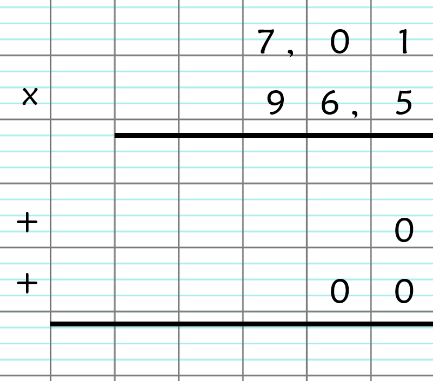 7,01
x 96,5
+ 0
+ 00